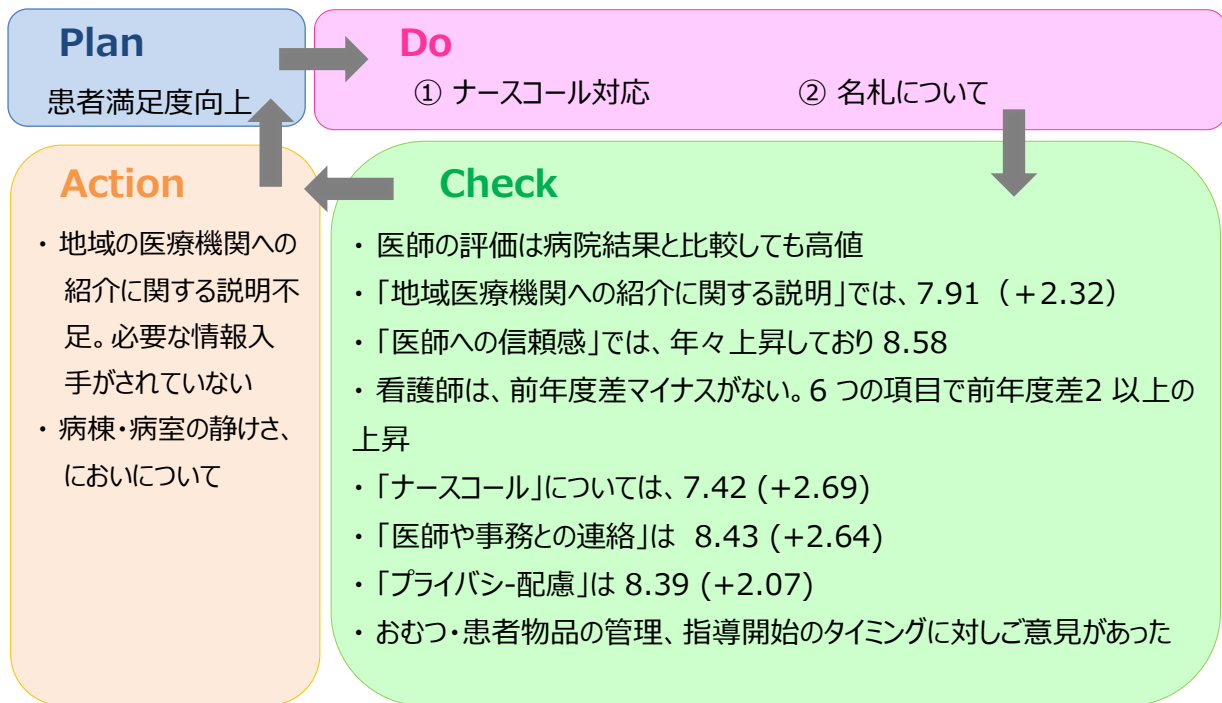 Plan
患者満足度向上
Do
① ナースコール対応 ② 名札について
Action
・ 地域の医療機関への
紹介に関する説明不
足。必要な情報入
手がされていない
・ 病棟・病室の静けさ、
においについて
Check
・ 医師の評価は病院結果と比較しても高値
・「地域医療機関への紹介に関する説明」では、7.91（＋2.32）
・「医師への信頼感」では、年々上昇しており 8.58
・ 看護師は、前年度差マイナスがない。6 つの項目で前年度差2 以上の
上昇
・「ナースコール」については、7.42 (+2.69)
・「医師や事務との連絡」は 8.43 (+2.64)
・「プライバシ-配慮」は 8.39 (+2.07)
・ おむつ・患者物品の管理、指導開始のタイミングに対しご意見があった